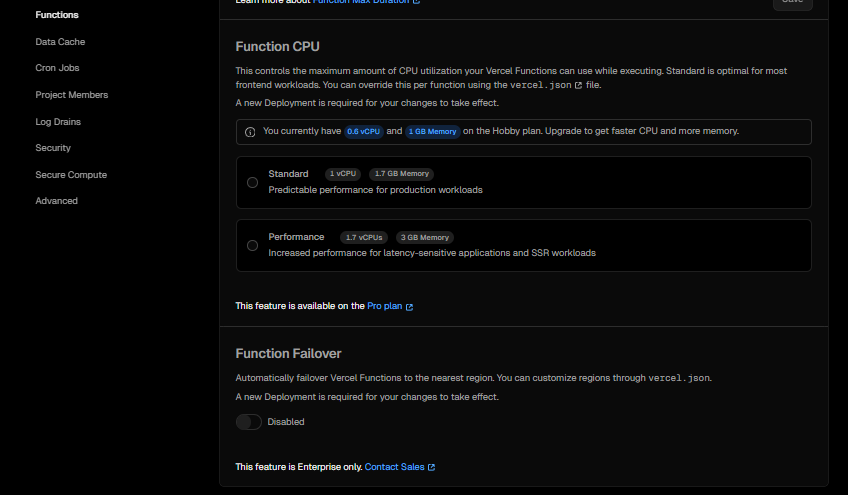 Functions
Data Cache
Cron Jobs
Project Members
Log Drains
Security
Secure Compute
Advanced
Learn more about Function Max Duration
Save
Function CPU
This controls the maximum amount of CPU utilization your Vercel Functions can use while executing. Standard is optimal for most
frontend workloads. You can override this per function using the vercel.json file.
A new Deployment is required for your changes to take effect.
You currently have 0.6 vCPU and 1 GB Memory on the Hobby plan. Upgrade to get faster CPU and more memory.
Standard 1 vCPU 1.7 GB Memory
Predictable performance for production workloads
Performance 1.7 vCPUs 3 GB Memory
Increased performance for latency-sensitive applications and SSR workloads
This feature is available on the Pro plan
Function Failover
Automatically failover Vercel Functions to the nearest region. You can customize regions through vercel.json.
A new Deployment is required for your changes to take effect.
Disabled
This feature is Enterprise only. Contact Sales